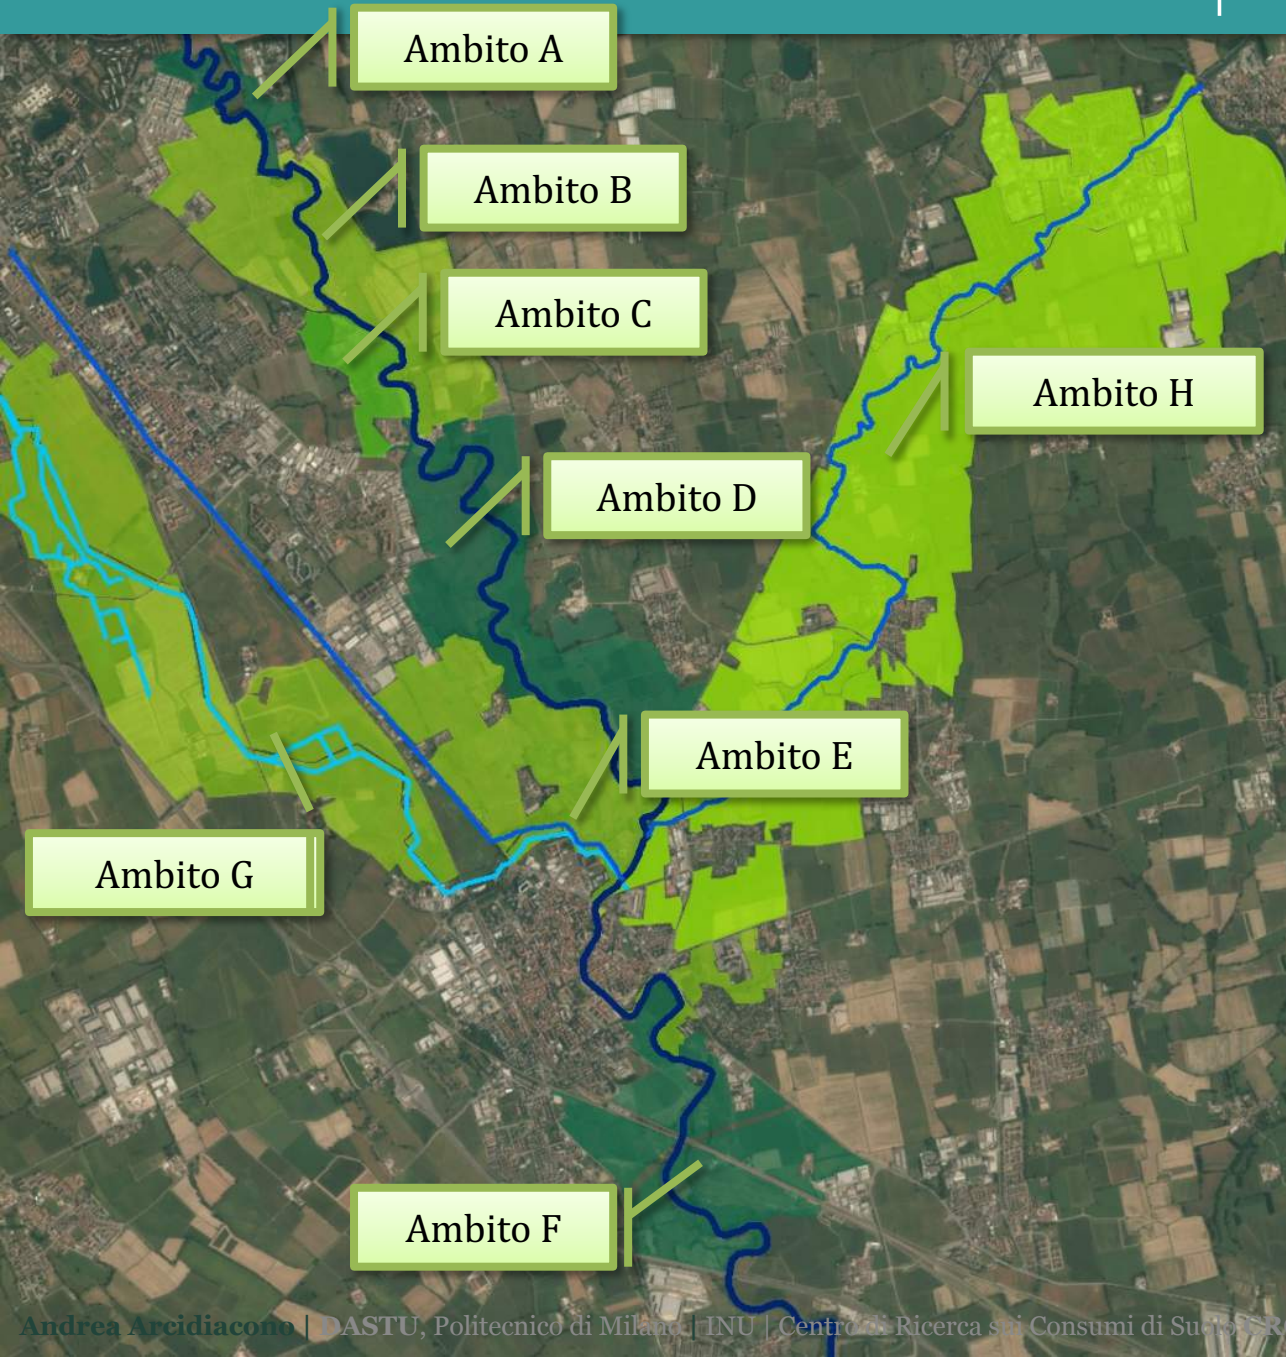 Ambito A
Ambito B
Ambito C
Ambito H
Ambito D
Ambito E
Ambito G
Ambito F
Andrea Arcidiacono | DASTU, Politecnico di Milano | INU | Centro di Ricerca sui Consumi di Suolo